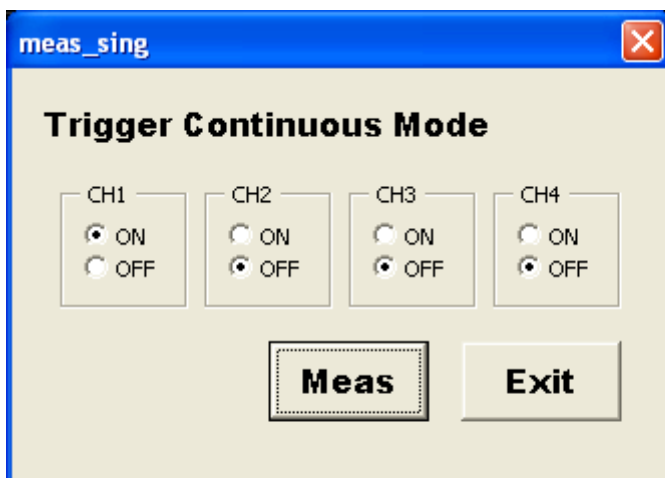 meas_sing
Trigger Continuous Mode
CH1 CH2 CH3 CH4
ON ON ON ON
OFF OFF OFF OFF
Meas Exit